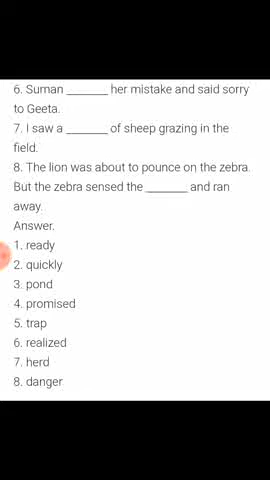 6. Suman _______ her mistake and said sorry
to Geeta.
7. I saw a _______ of sheep grazing in the
field.
8. The lion was about to pounce on the zebra.
But the zebra sensed the _______ and ran
away.
Answer.
1. ready
2. quickly
3. pond
4. promised
5. trap
6. realized
7. herd
8. danger